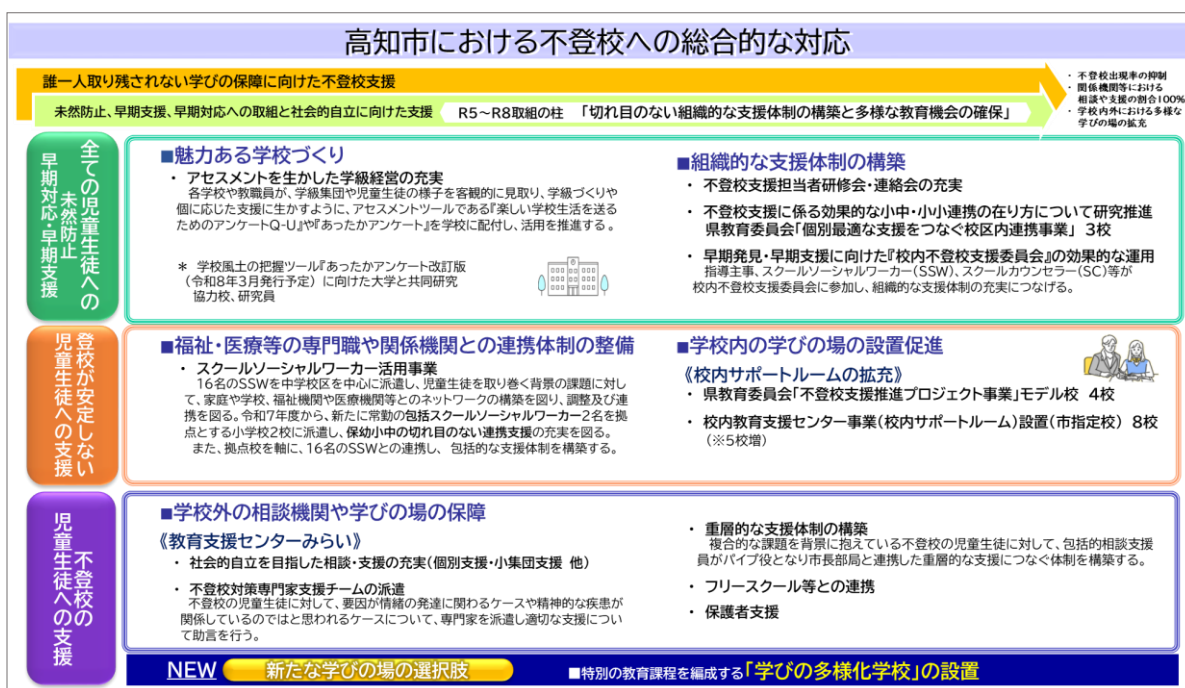 高知市における不登校への総合的な対応
誰一人取り残されない学びの保障に向けた不登校支援
未然防止、早期支援、早期対応への取組と社会的自立に向けた支援
R5～R8取組の柱 「切れ目のない組織的な支援体制の構築と多様な教育機会の確保」
・ 不登校出現率の抑制
・ 関係機関等における
相談や支援の割合100%
・ 学校内外における多様な
学びの場の拡充
全ての児童生徒への
未然防止
早期対応・早期支援
■魅力ある学校づくり
・ アセスメントを生かした学級経営の充実
各学校や教職員が、学級集団や児童生徒の様子を客観的に見取り、学級づくりや
個に応じた支援に生かすように、アセスメントツールである『楽しい学校生活を送る
ためのアンケートQ-U』や『あったかアンケート』を学校に配付し、活用を推進する。
＊ 学校風土の把握ツール『あったかアンケート改訂版
（令和8年3月発行予定）に向けた大学と共同研究
協力校、研究員
■組織的な支援体制の構築
・ 不登校支援担当者研修会・連絡会の充実
・ 不登校支援に係る効果的な小中・小小連携の在り方について研究推進
県教育委員会「個別最適な支援をつなぐ校区内連携事業」 3校
・ 早期発見・早期支援に向けた『校内不登校支援委員会』の効果的な運用
指導主事、スクールソーシャルワーカー（SSW）、スクールカウンセラー（SC）等が
校内不登校支援委員会に参加し、組織的な支援体制の充実につなげる。
登校が安定しない
児童生徒への支援
■福祉・医療等の専門職や関係機関との連携体制の整備
・ スクールソーシャルワーカー活用事業
16名のSSWを中学校区を中心に派遣し、児童生徒を取り巻く背景の課題に対し
て、家庭や学校、福祉機関や医療機関等とのネットワークの構築を図り、調整及び連
携を図る。令和7年度から、新たに常勤の包括スクールソーシャルワーカー2名を拠
点とする小学校2校に派遣し、保幼小中の切れ目のない連携支援の充実を図る。
また、拠点校を軸に、16名のSSWとの連携し、 包括的な支援体制を構築する。
■学校内の学びの場の設置促進
《校内サポートルームの拡充》
・ 県教育委員会「不登校支援推進プロジェクト事業」モデル校 4校
・ 校内教育支援センター事業（校内サポートルーム）設置（市指定校） 8校
（※5校増）
不登校の
児童生徒への支援
■学校外の相談機関や学びの場の保障
《教育支援センターみらい》
・ 社会的自立を目指した相談・支援の充実（個別支援・小集団支援 他）
・ 不登校対策専門家支援チームの派遣
不登校の児童生徒に対して、要因が情緒の発達に関わるケースや精神的な疾患が
関係しているのではと思われるケースについて、専門家を派遣し適切な支援につい
て助言を行う。
・ 重層的な支援体制の構築
複合的な課題を背景に抱えている不登校の児童生徒に対して、包括的相談支援
員がパイプ役となり市長部局と連携した重層的な支援につなぐ体制を構築する。
・ フリースクール等との連携
・ 保護者支援
NEW 新たな学びの場の選択肢 ■特別の教育課程を編成する「学びの多様化学校」の設置